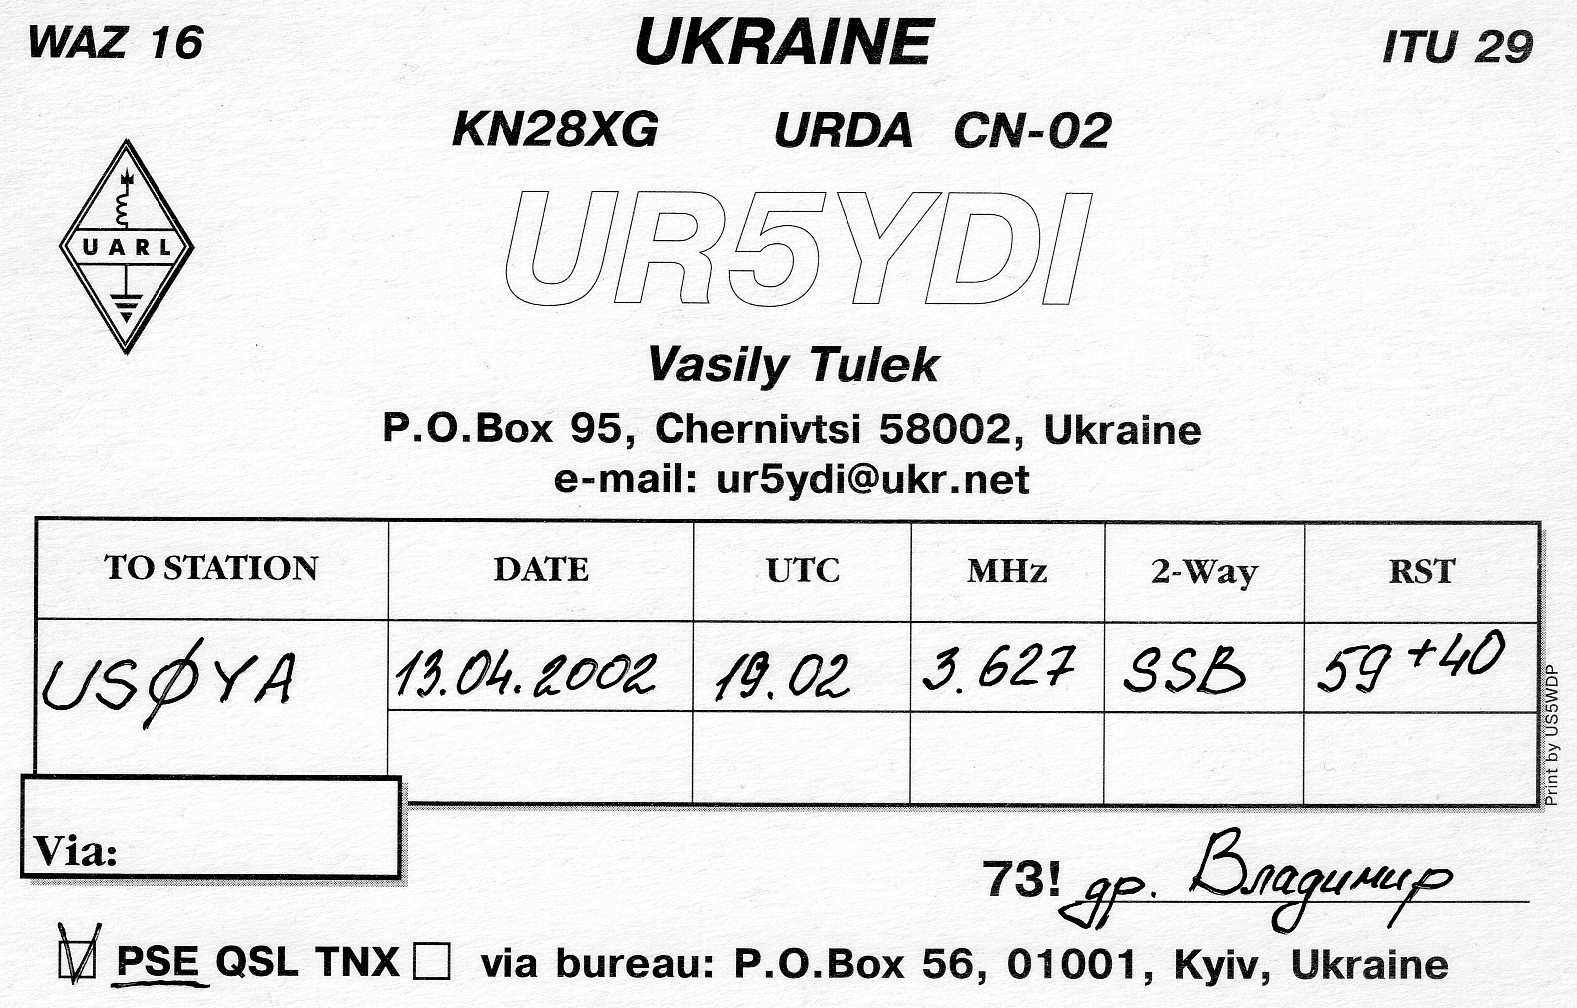 WAZ 16 UKRAINE ITU 29
KN28XG URDA CN-02
UARL
UR5YDI
Vasily Tulek
P.O.Box 95, Chernivtsi 58002, Ukraine
e-mail: ur5ydi@ukr.net
TO STATION DATE UTC MHz 2-Way RST
USØYA 13.04.2002 19.02 3.627 SSB 59+40
Print by US5WDP
Via:
73! др. Владимир
PSE QSL TNX via bureau: P.O.Box 56, 01001, Kyiv, Ukraine